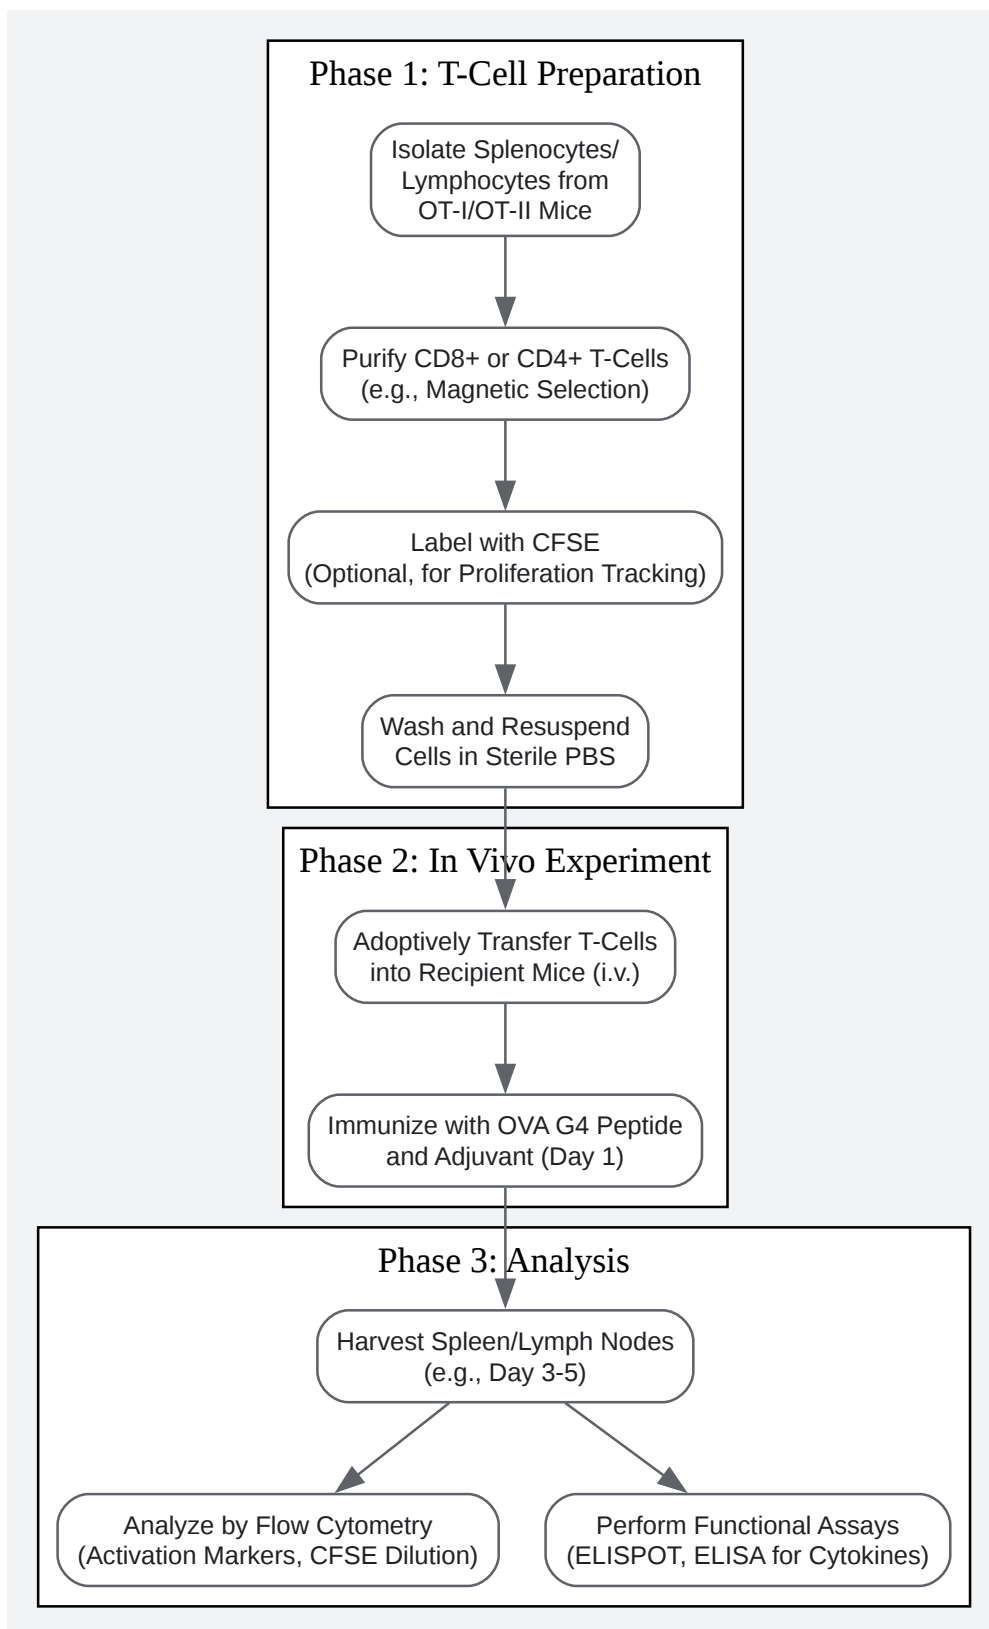 Phase 1: T-Cell Preparation
Isolate Splenocytes/
Lymphocytes from
OT-I/OT-II Mice
Purify CD8+ or CD4+ T-Cells
(e.g., Magnetic Selection)
Label with CFSE
(Optional, for Proliferation Tracking)
Wash and Resuspend
Cells in Sterile PBS
Phase 2: In Vivo Experiment
Adoptively Transfer T-Cells
into Recipient Mice (i.v.)
Immunize with OVA G4 Peptide
and Adjuvant (Day 1)
Phase 3: Analysis
Harvest Spleen/Lymph Nodes
(e.g., Day 3-5)
Analyze by Flow Cytometry
(Activation Markers, CFSE Dilution)
Perform Functional Assays
(ELISPOT, ELISA for Cytokines)